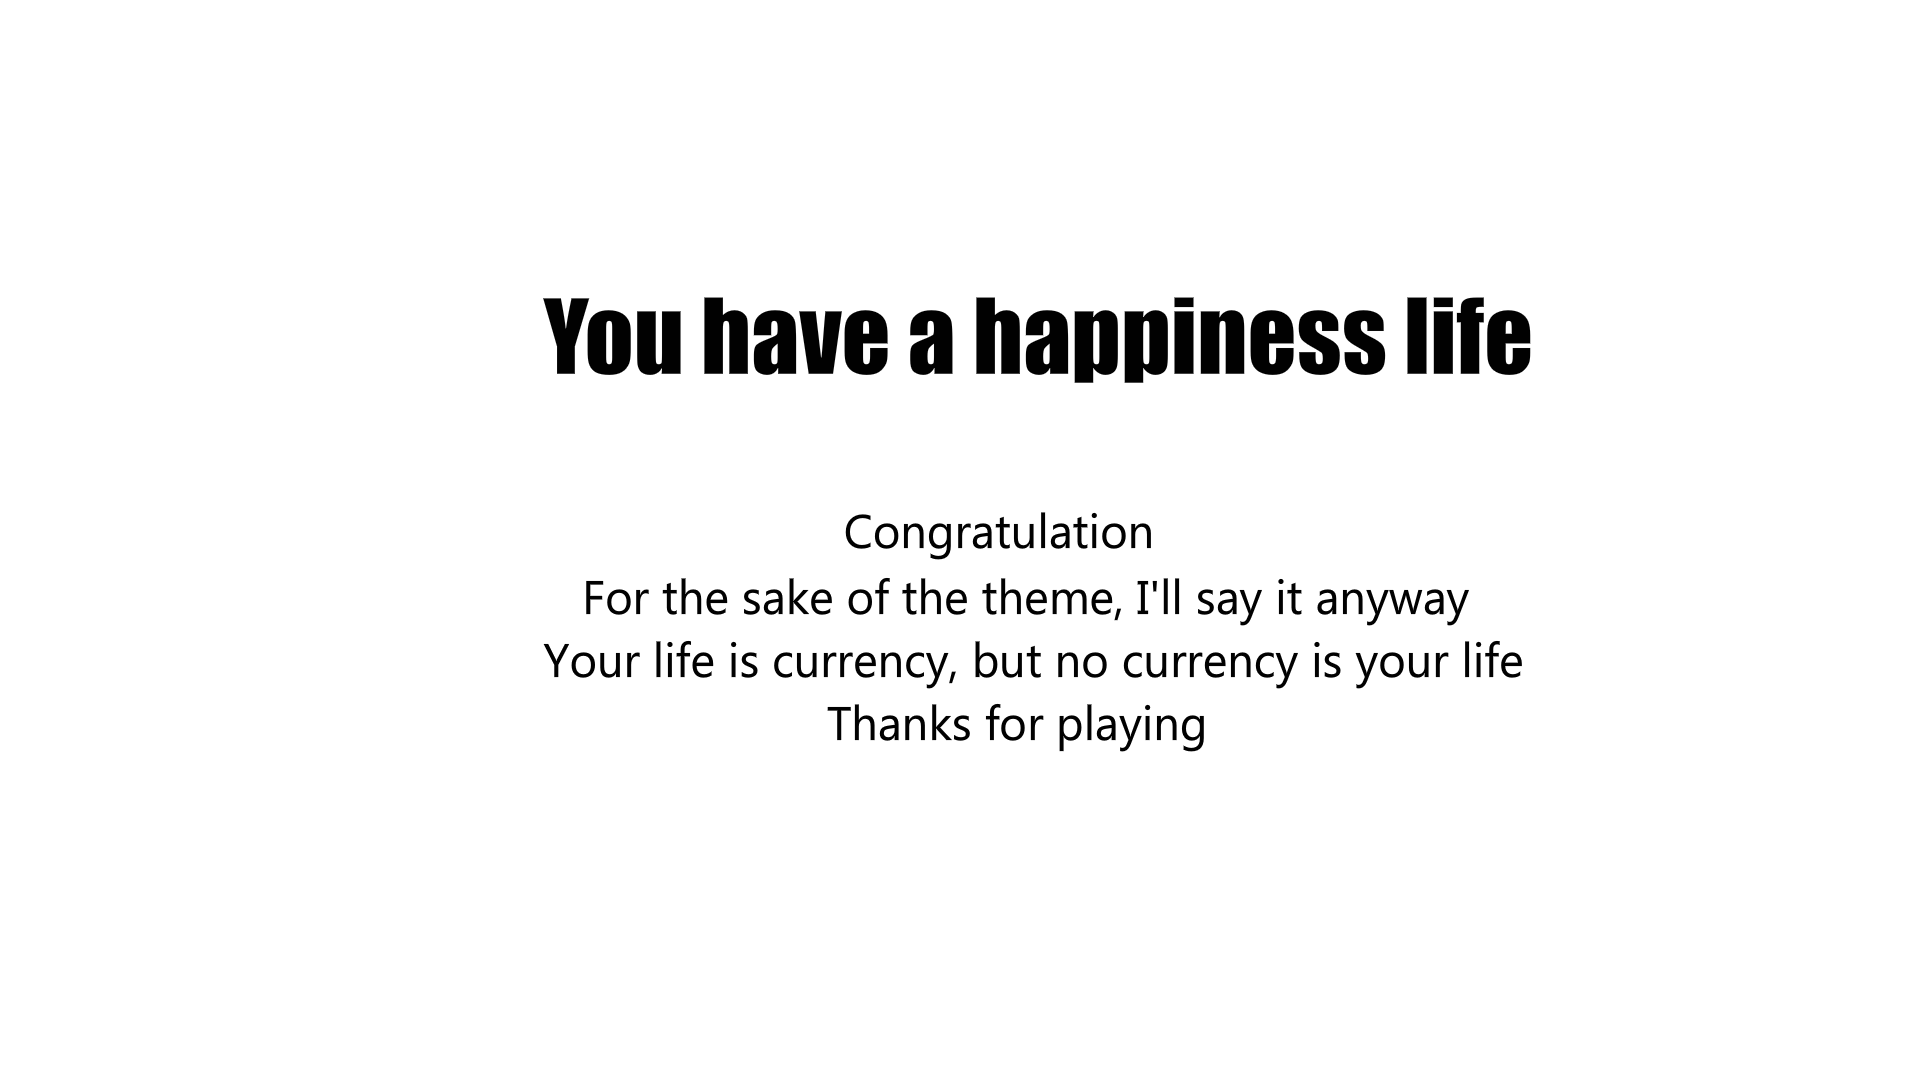 You have a happiness life
Congratulation
For the sake of the theme, I'll say it anyway
Your life is currency, but no currency is your life
Thanks for playing